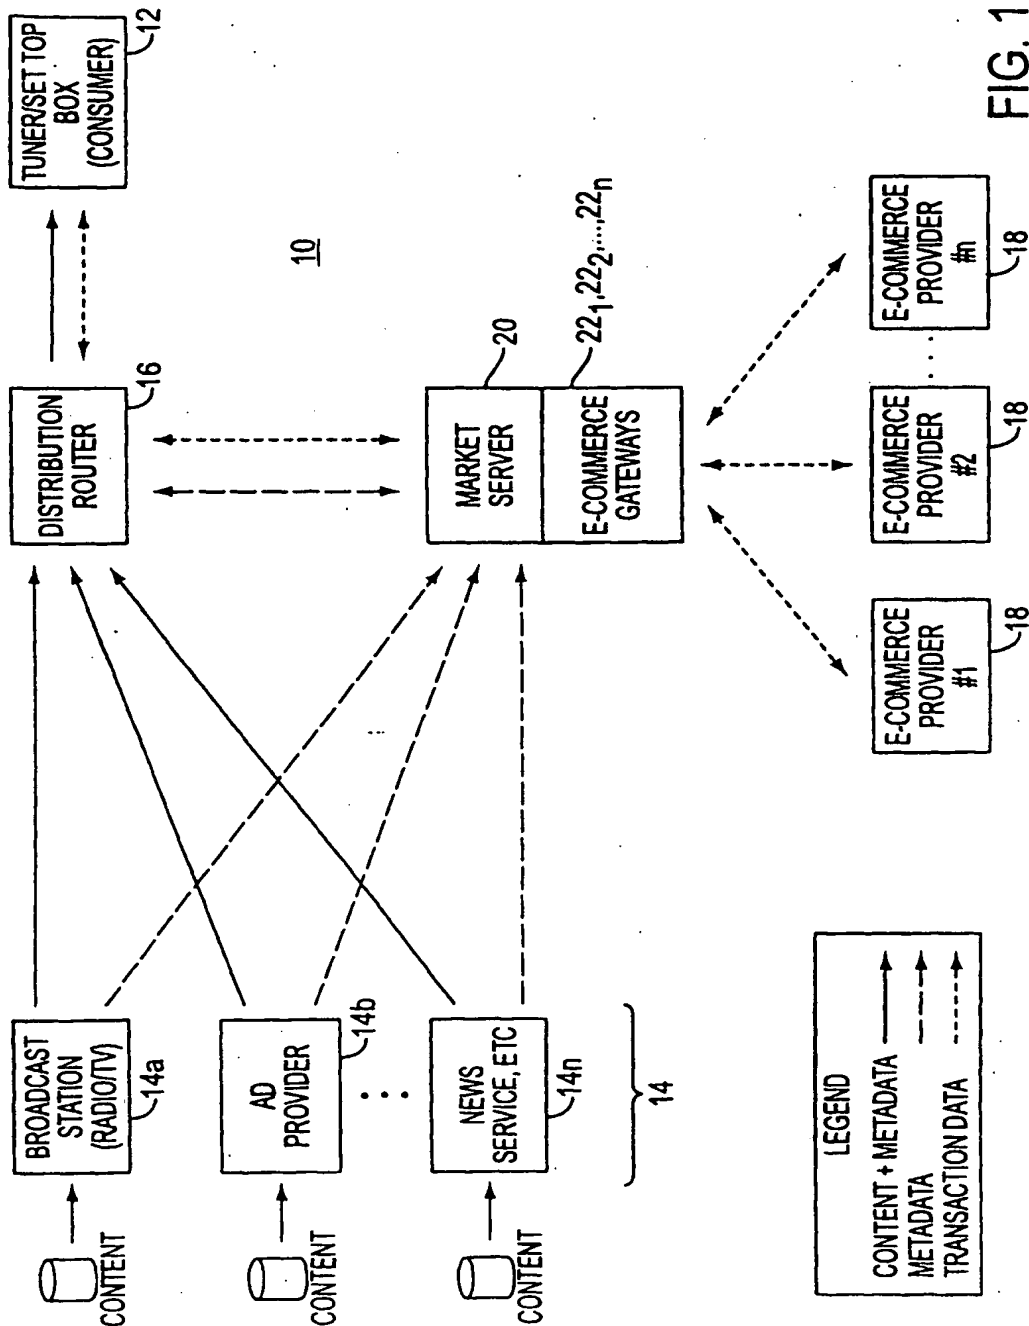 CONTENT
BROADCAST
STATION
(RADIO/TV)
14a
CONTENT
AD
PROVIDER
14b
CONTENT
NEWS
SERVICE, ETC
14n
14
DISTRIBUTION
ROUTER
16
TUNER/SET TOP
BOX
(CONSUMER)
12
10
MARKET
SERVER
20
E-COMMERCE
GATEWAYS
22₁,22₂,....,22ₙ
E-COMMERCE
PROVIDER
#1
18
E-COMMERCE
PROVIDER
#2
18
E-COMMERCE
PROVIDER
#n
18
LEGEND
CONTENT + METADATA
METADATA
TRANSACTION DATA
FIG. 1